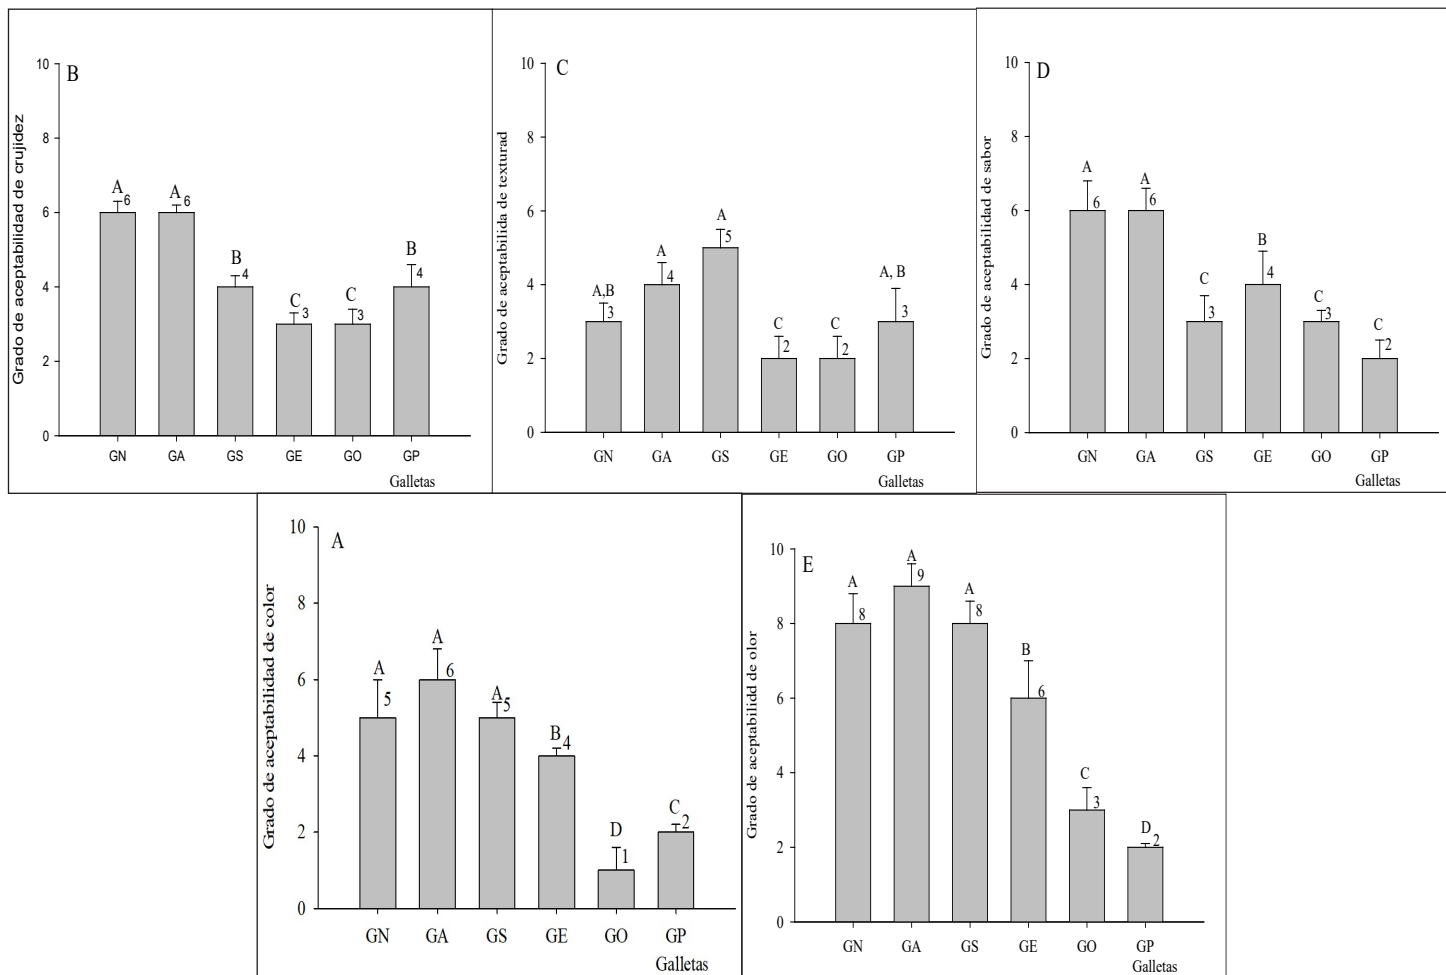 B
Grado de aceptabilidad de crujidez
10
8
6
4
2
0
A 6
A 6
B 4
C 3
C 3
B 4
GN GA GS GE GO GP
Galletas
C
Grado de aceptabilida de texturad
10
8
6
4
2
0
A,B 3
A 4
A 5
C 2
C 2
A, B 3
GN GA GS GE GO GP
Galletas
D
Grado de aceptabilidad de sabor
10
8
6
4
2
0
A 6
A 6
C 3
B 4
C 3
C 2
GN GA GS GE GO GP
Galletas
A
Grado de aceptabilidad de color
10
8
6
4
2
0
A 5
A 6
A 5
B 4
D 1
C 2
GN GA GS GE GO GP
Galletas
E
Grado de aceptabilidd de olor
10
8
6
4
2
0
A 8
A 9
A 8
B 6
C 3
D 2
GN GA GS GE GO GP
Galletas